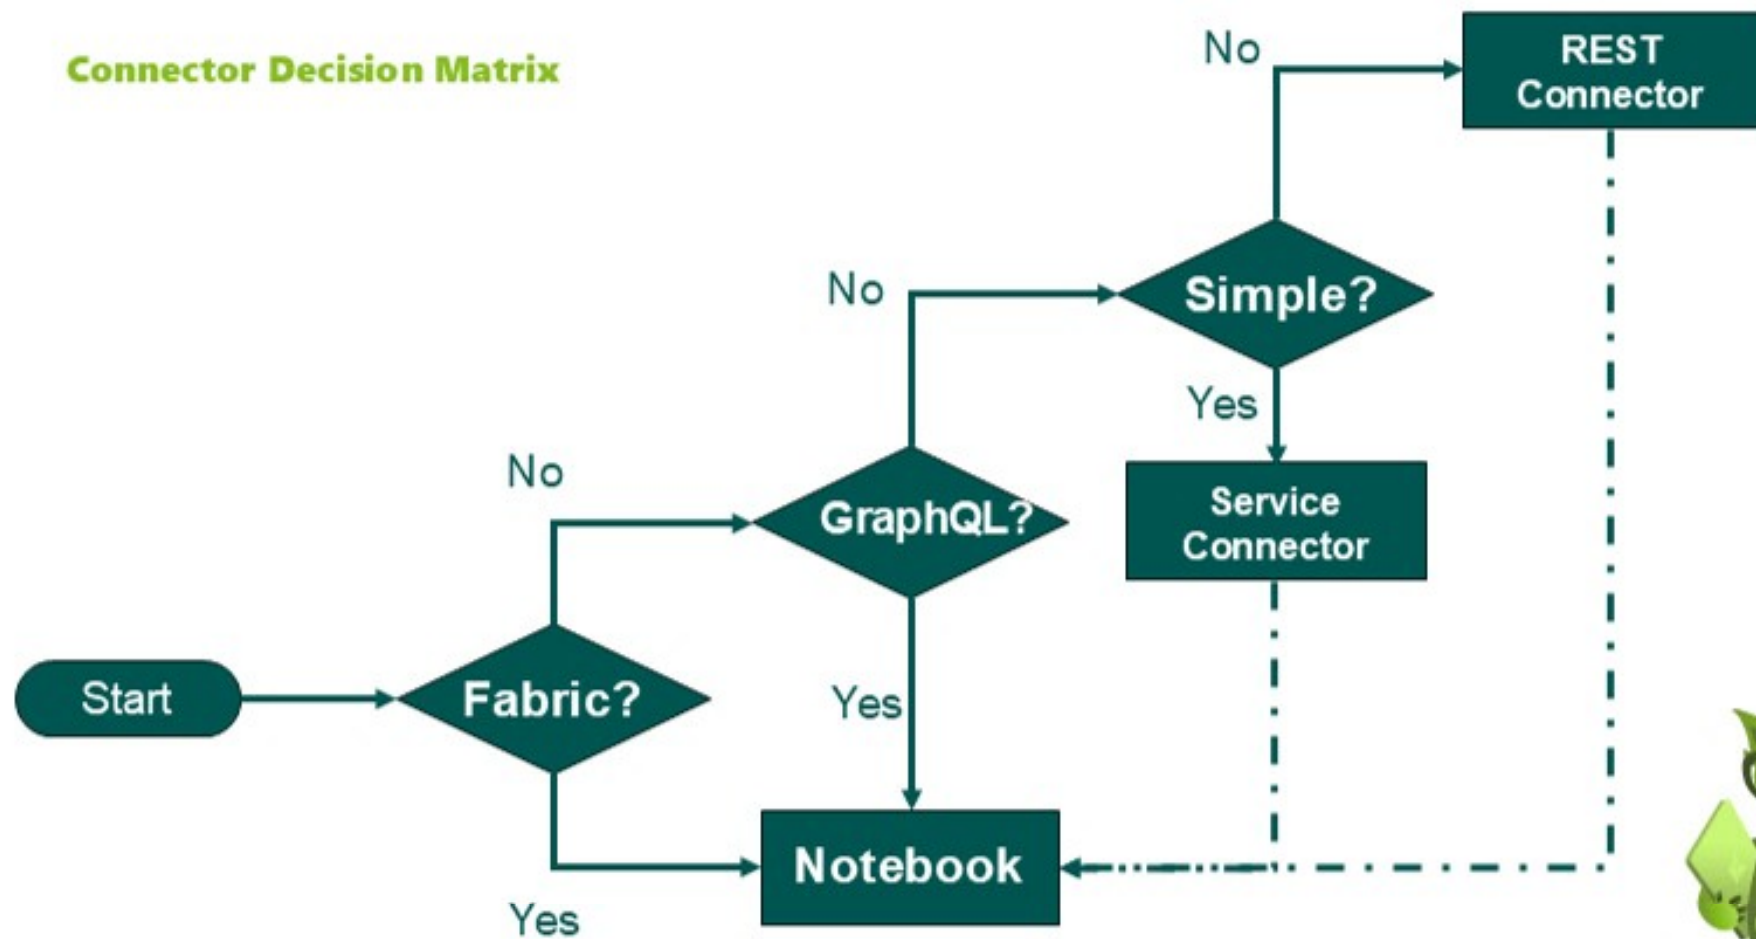 Connector Decision Matrix
No
REST
Connector
No
Simple?
Yes
No
GraphQL?
Service
Connector
Start
Fabric?
Yes
Notebook
Yes